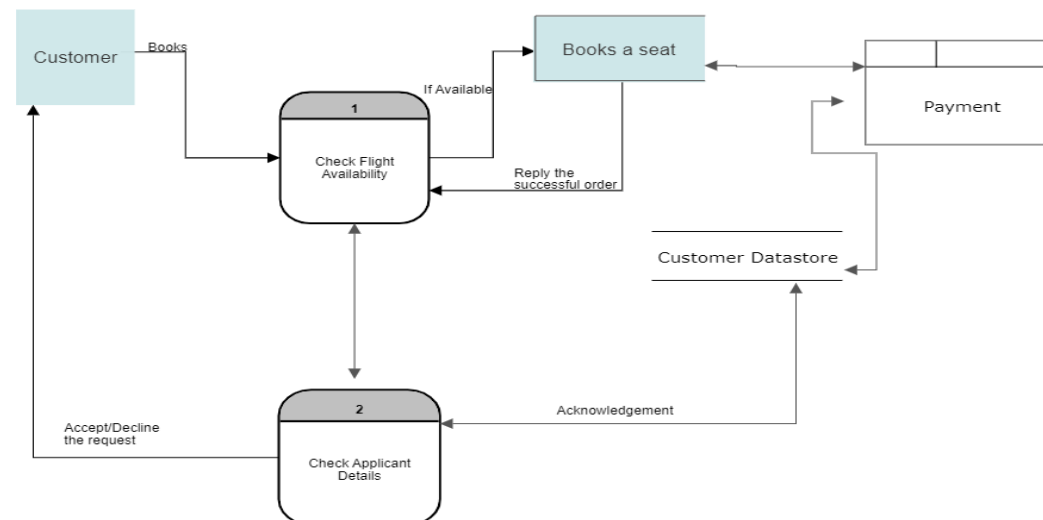 Customer
Books
Books a seat
If Available
1
Check Flight
Availability
Payment
Reply the
successful order
Customer Datastore
2
Check Applicant
Details
Acknowledgement
Accept/Decline
the request